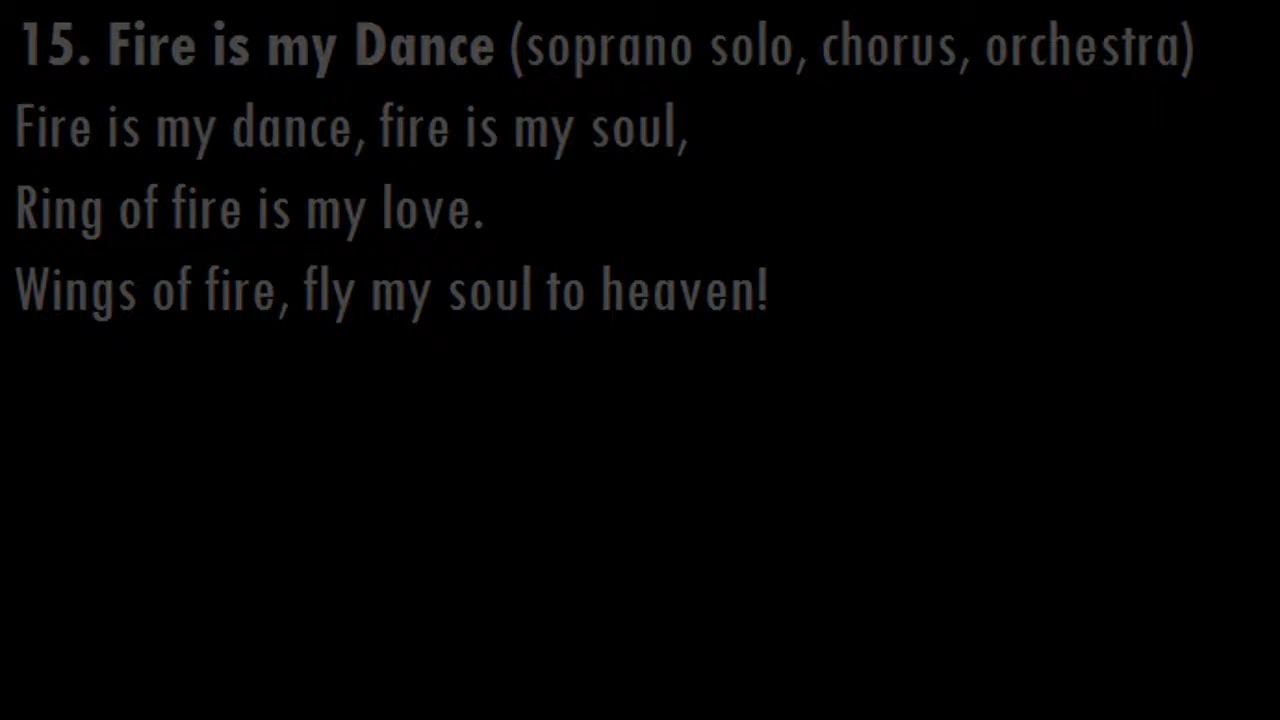 15. Fire is my Dance (soprano solo, chorus, orchestra)
Fire is my dance, fire is my soul,
Ring of fire is my love.
Wings of fire, fly my soul to heaven!